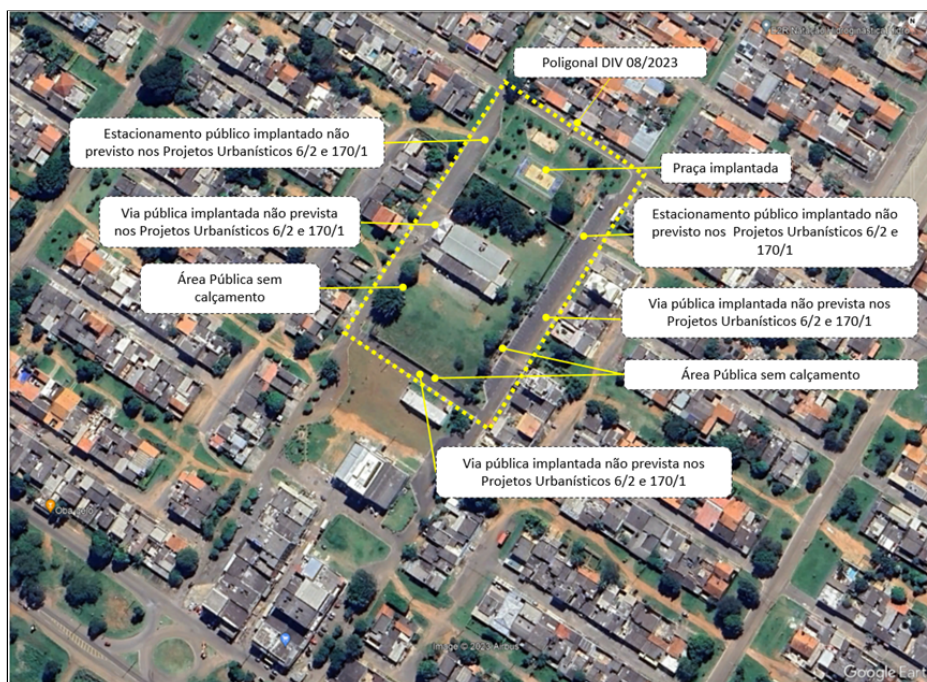 Poligonal DIV 08/2023
Estacionamento público implantado não
previsto nos Projetos Urbanísticos 6/2 e 170/1
Praça implantada
Via pública implantada não prevista
nos Projetos Urbanísticos 6/2 e 170/1
Estacionamento público implantado não
previsto nos Projetos Urbanísticos 6/2 e
170/1
Área Pública sem
calçamento
Via pública implantada não prevista nos
Projetos Urbanísticos 6/2 e 170/1
Área Pública sem calçamento
Via pública implantada não prevista nos
Projetos Urbanísticos 6/2 e 170/1
Image © 2023 Airbus
Google Eart